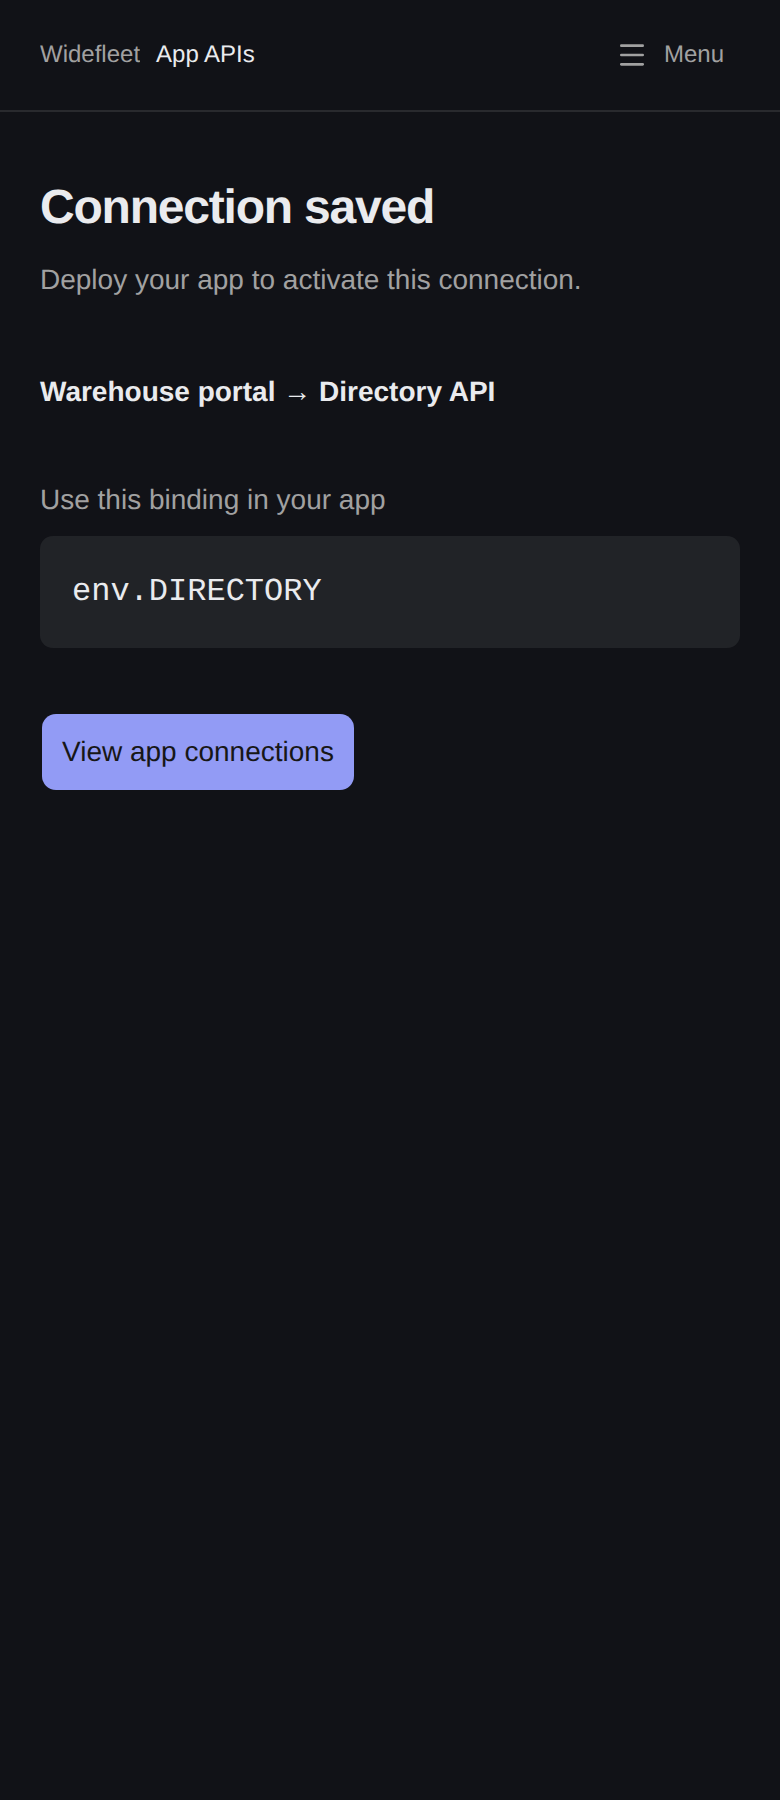 Widefleet App APIs
Menu
Connection saved
Deploy your app to activate this connection.
Warehouse portal → Directory API
Use this binding in your app
env.DIRECTORY
View app connections